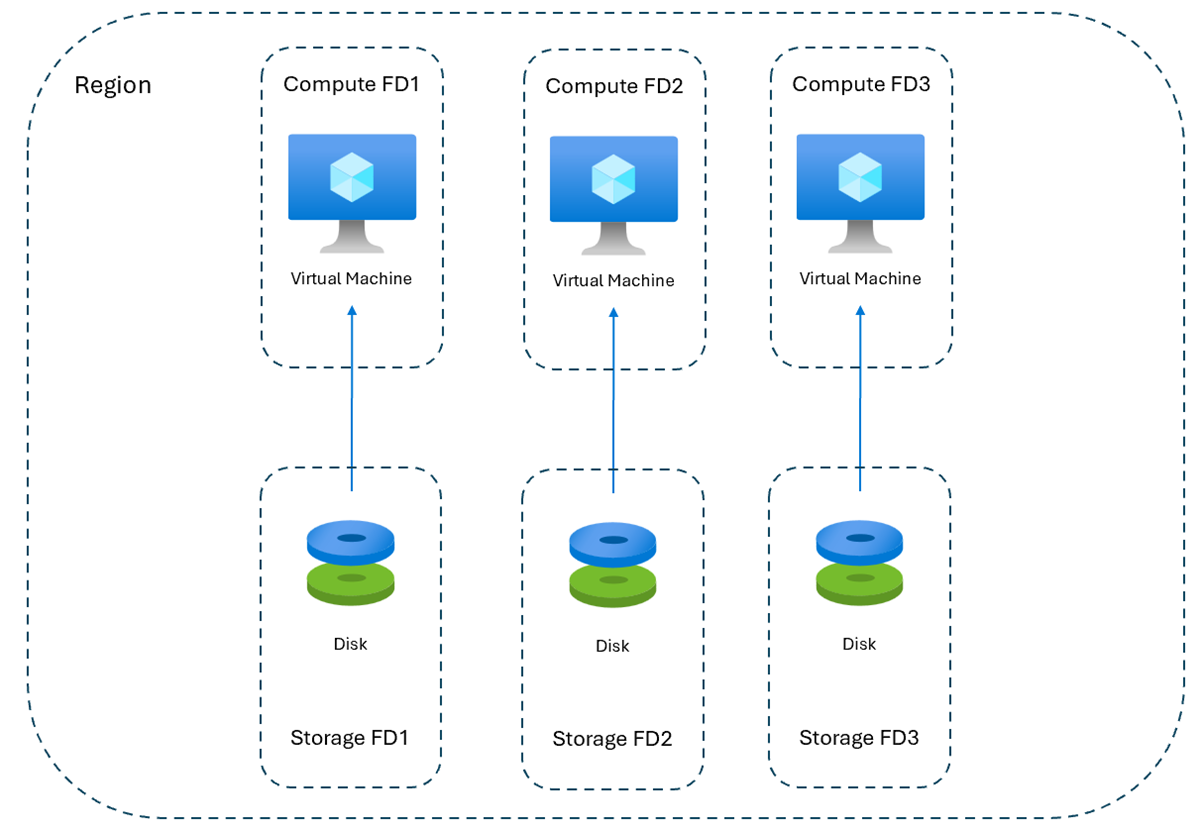 Region
Compute FD1
Compute FD2
Compute FD3
Virtual Machine
Virtual Machine
Virtual Machine
Disk
Disk
Disk
Storage FD1
Storage FD2
Storage FD3